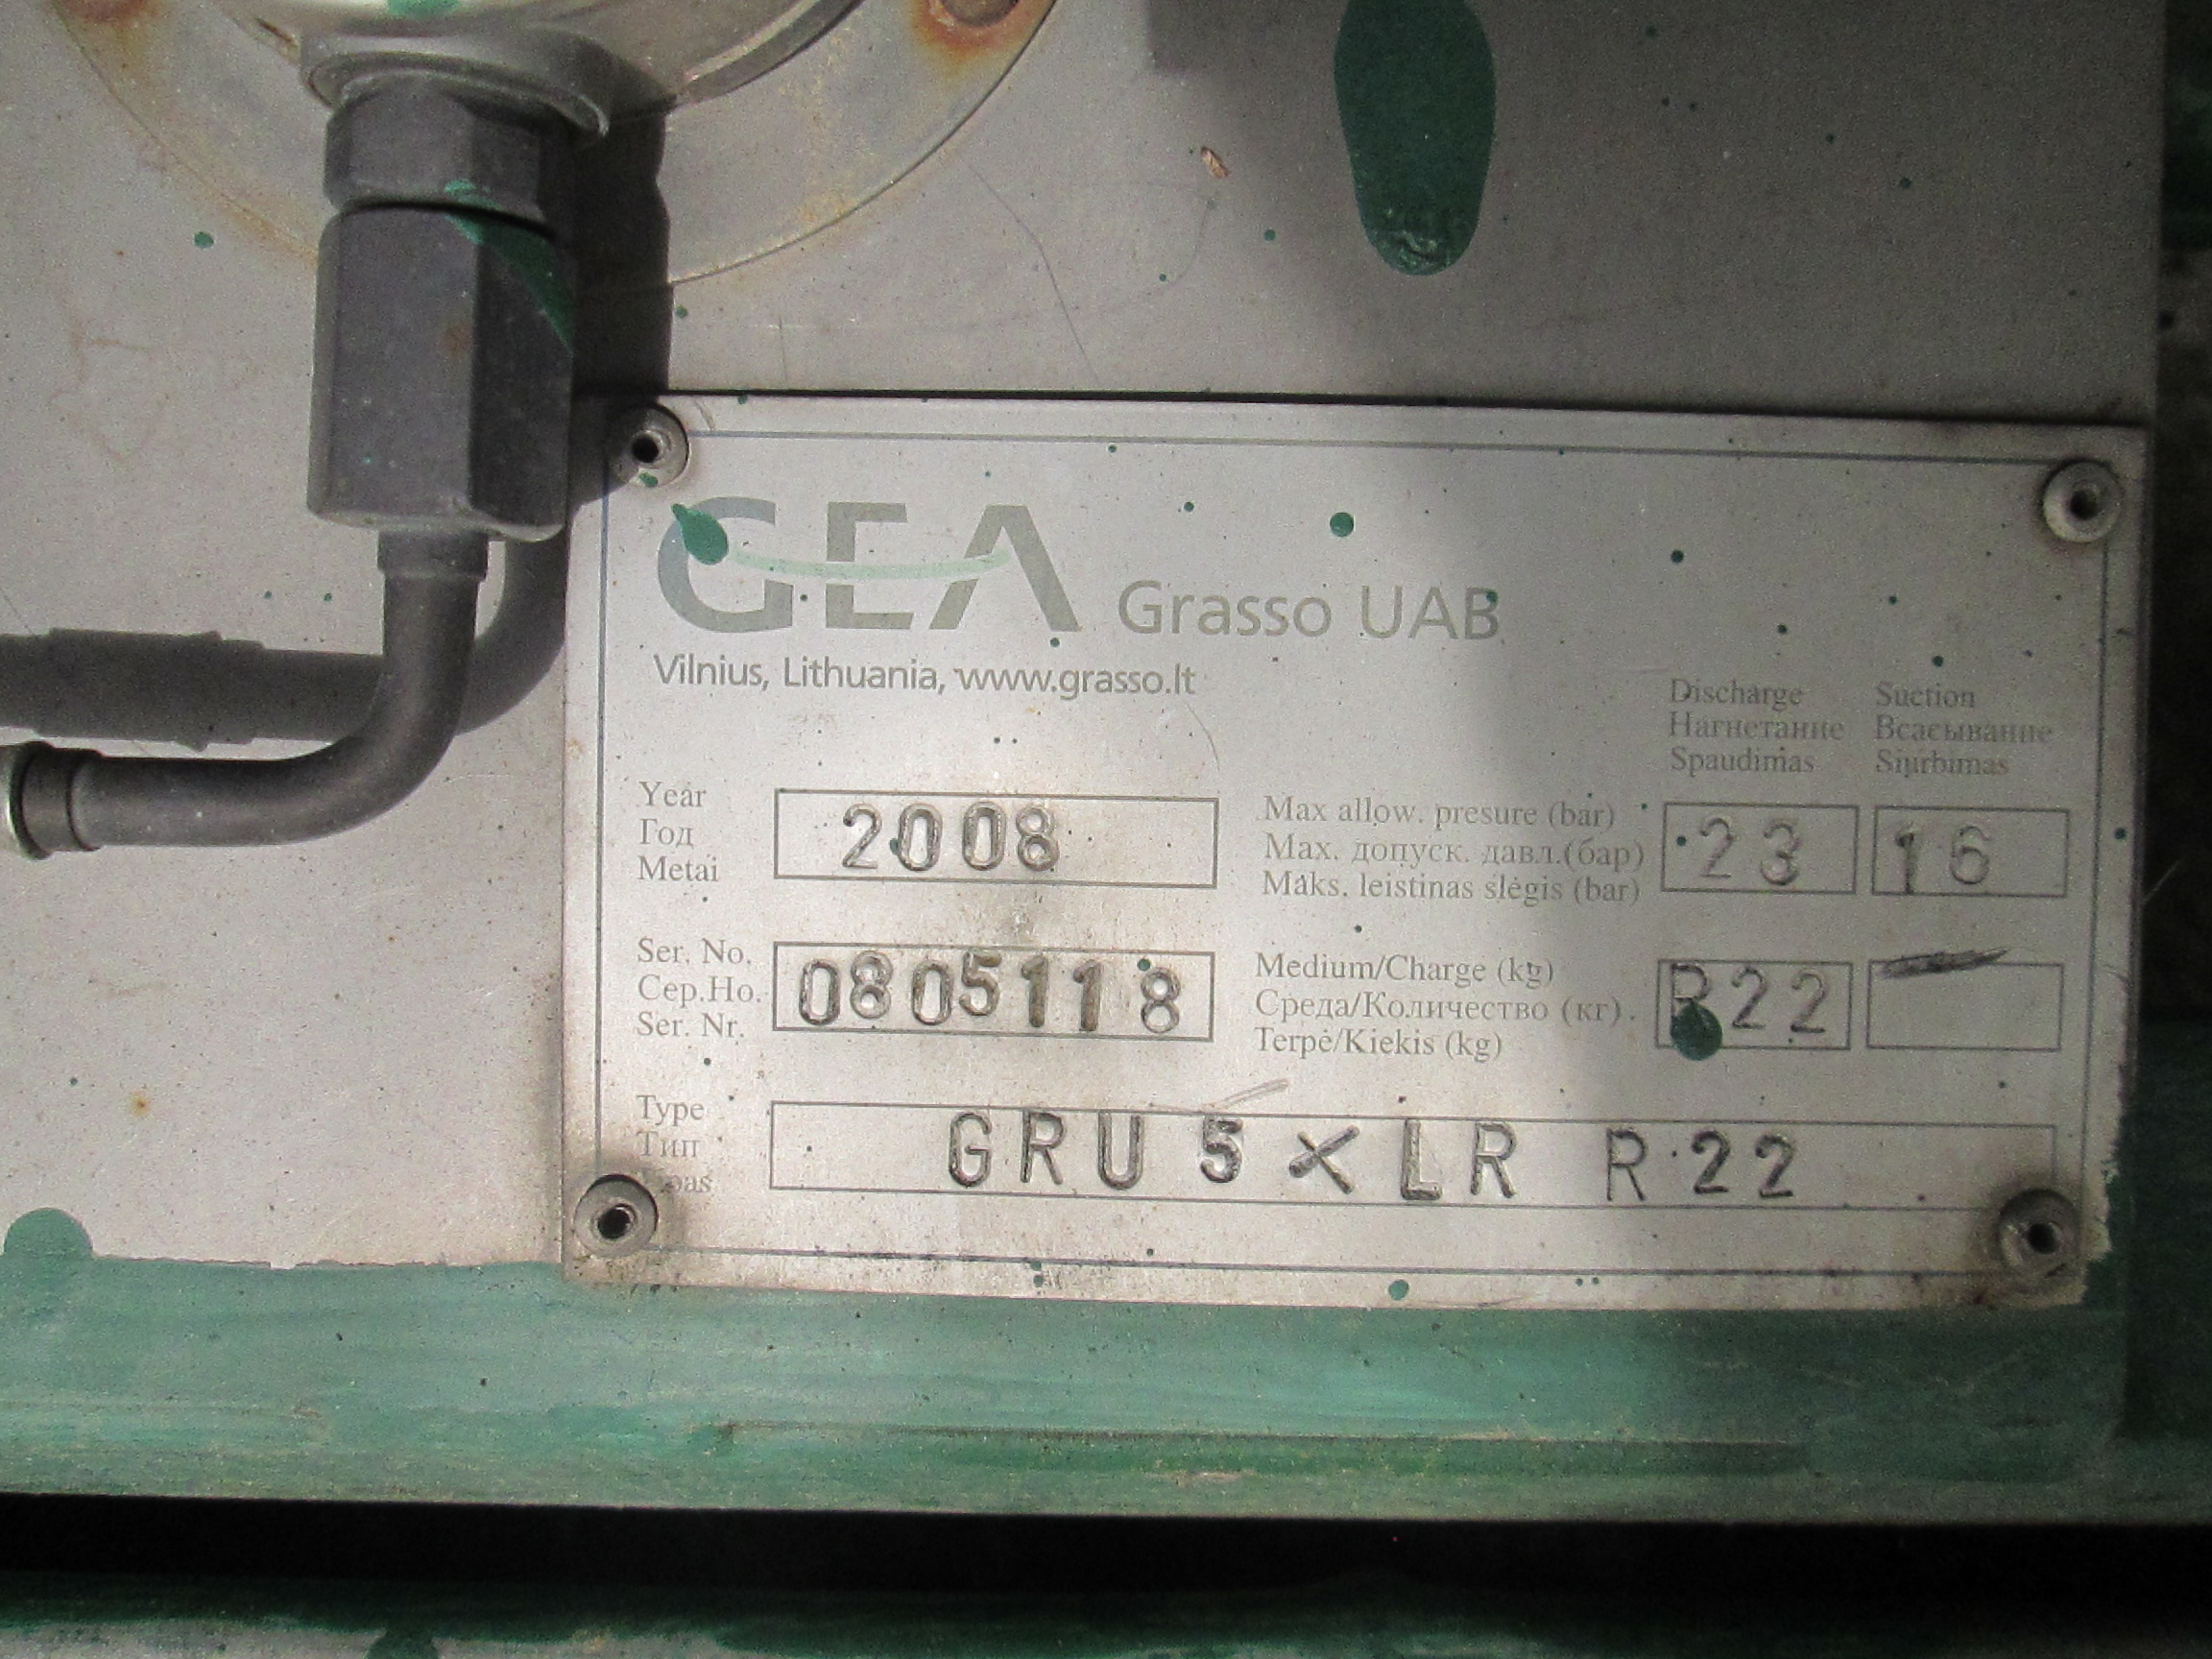 GEA Grasso UAB
Vilnius, Lithuania, www.grasso.lt
Discharge Suction
Нагнетание Всасывание
Spaudimas Siurbimas
Year
Год
Metai
2008
Max allow. presure (bar)
Мах. допуск. давл.(бар)
Maks. leistinas slėgis (bar)
23 16
Ser. No.
Сер.Но.
Ser. Nr.
0805118
Medium/Charge (kg)
Среда/Количество (кг)
Terpė/Kiekis (kg)
R22
Type
Тип
GRU 5 × LR R22